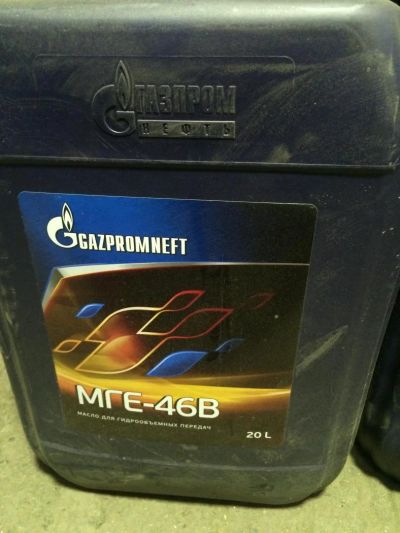 ГАЗПРОМ
НЕФТЬ
GAZPROMNEFT
МГЕ-46В
МАСЛО ДЛЯ ГИДРООБЪЕМНЫХ ПЕРЕДАЧ
20 L